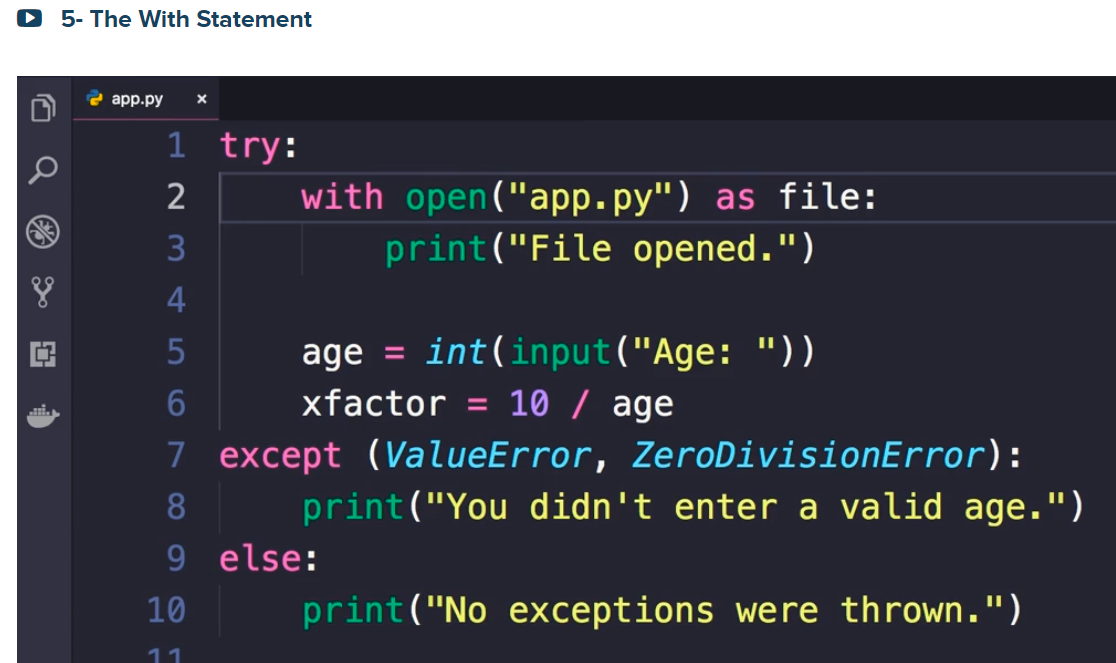 5- The With Statement
app.py ×
1 try:
2     with open("app.py") as file:
3         print("File opened.")
4
5     age = int(input("Age: "))
6     xfactor = 10 / age
7 except (ValueError, ZeroDivisionError):
8     print("You didn't enter a valid age.")
9 else:
10     print("No exceptions were thrown.")
11